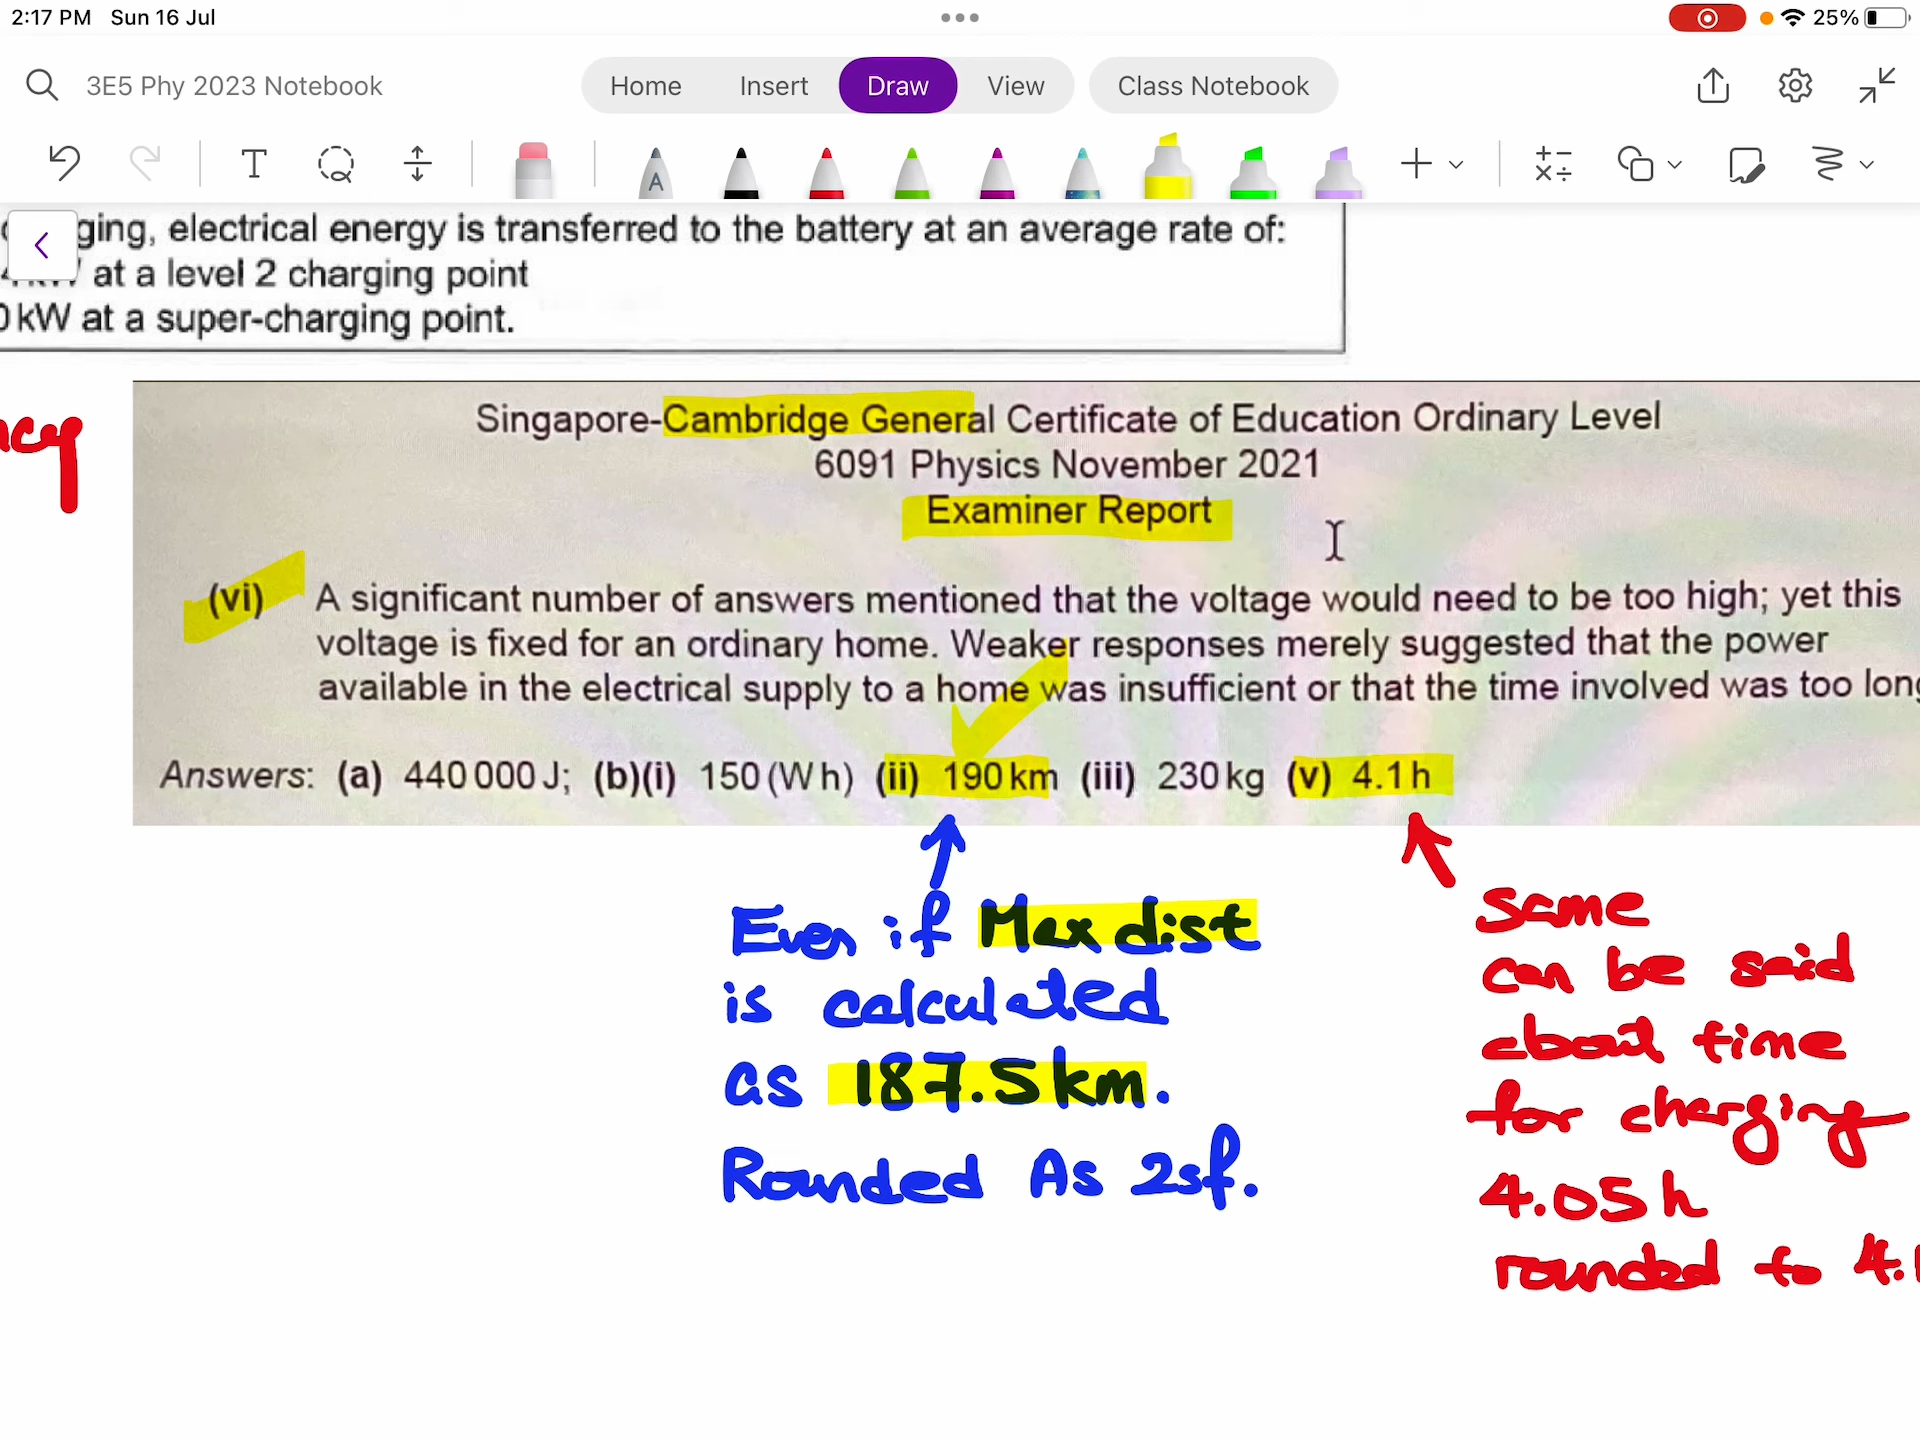 2:17 PM Sun 16 Jul
25%
3E5 Phy 2023 Notebook
Home Insert Draw View Class Notebook
T
A
ging, electrical energy is transferred to the battery at an average rate of:
at a level 2 charging point
kW at a super-charging point.
Singapore-Cambridge General Certificate of Education Ordinary Level
6091 Physics November 2021
Examiner Report
(vi) A significant number of answers mentioned that the voltage would need to be too high; yet this
voltage is fixed for an ordinary home. Weaker responses merely suggested that the power
available in the electrical supply to a home was insufficient or that the time involved was too long
Answers: (a) 440 000 J; (b)(i) 150 (W h) (ii) 190 km (iii) 230 kg (v) 4.1 h
Even if Max dist
is calculated
as 187.5 km.
Rounded As 2sf.
same
can be said
about time
for charging
4.05 h
rounded to 4.1